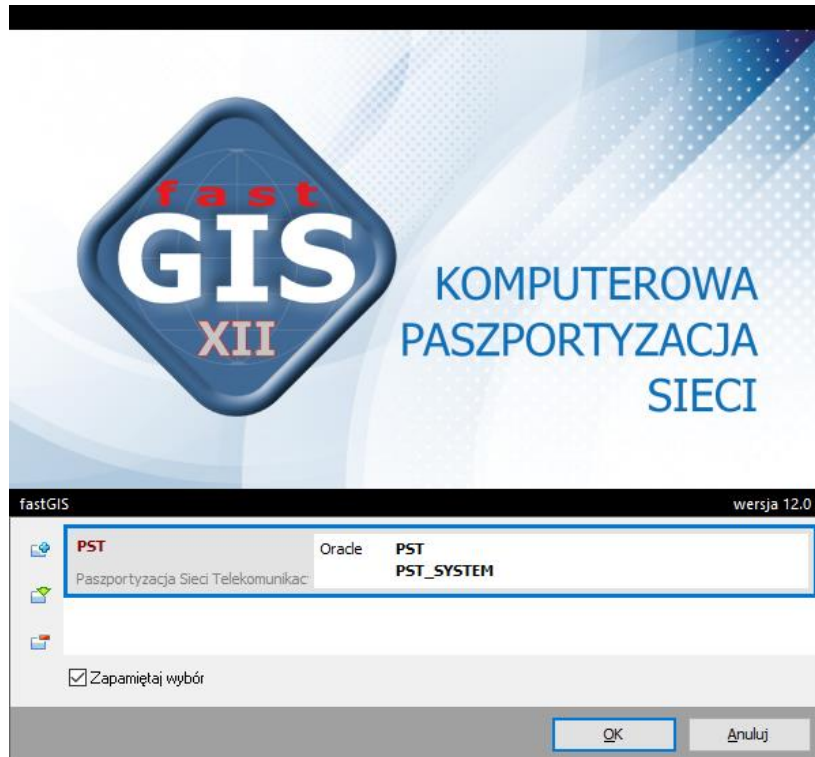 fast
GIS
XII
KOMPUTEROWA
PASZPORTYZACJA
SIECI
fastGIS wersja 12.0
PST Oracle PST
Paszportyzacja Sieci Telekomunikac PST_SYSTEM
Zapamiętaj wybór
OK Anuluj